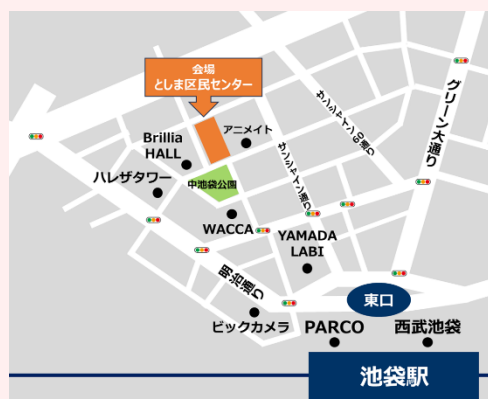 会場
としま区民センター
サンシャイン60通り
グリーン大通り
Brillia
HALL
アニメイト
サンシャイン通り
ハレザタワー
中池袋公園
WACCA
YAMADA
LABI
明治通り
東口
ビックカメラ
PARCO
西武池袋
池袋駅